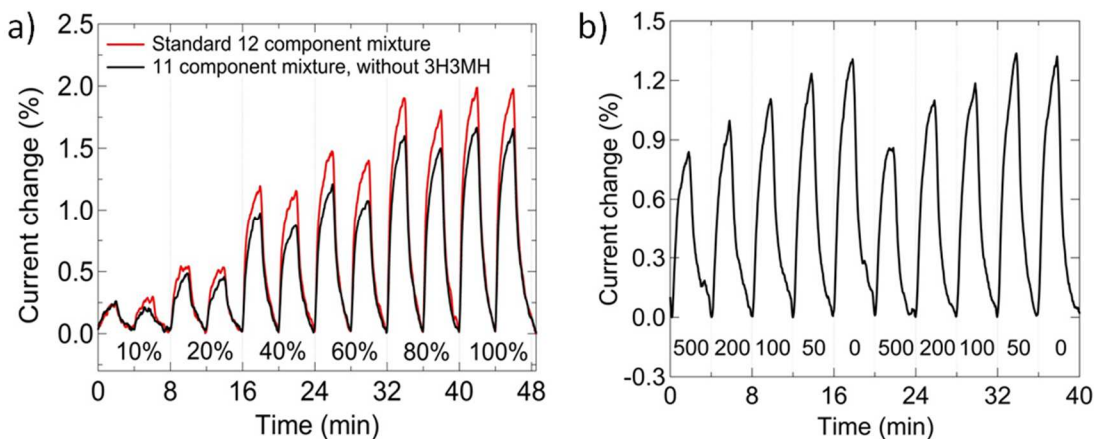 a)
Current change (%)
2.5
2.0
1.5
1.0
0.5
0.0
Standard 12 component mixture
11 component mixture, without 3H3MH
10% 20% 40% 60% 80% 100%
0 8 16 24 32 40 48
Time (min)
b)
Current change (%)
1.5
1.2
0.9
0.6
0.3
0.0
-0.3
500 200 100 50 0 500 200 100 50 0
0 8 16 24 32 40
Time (min)